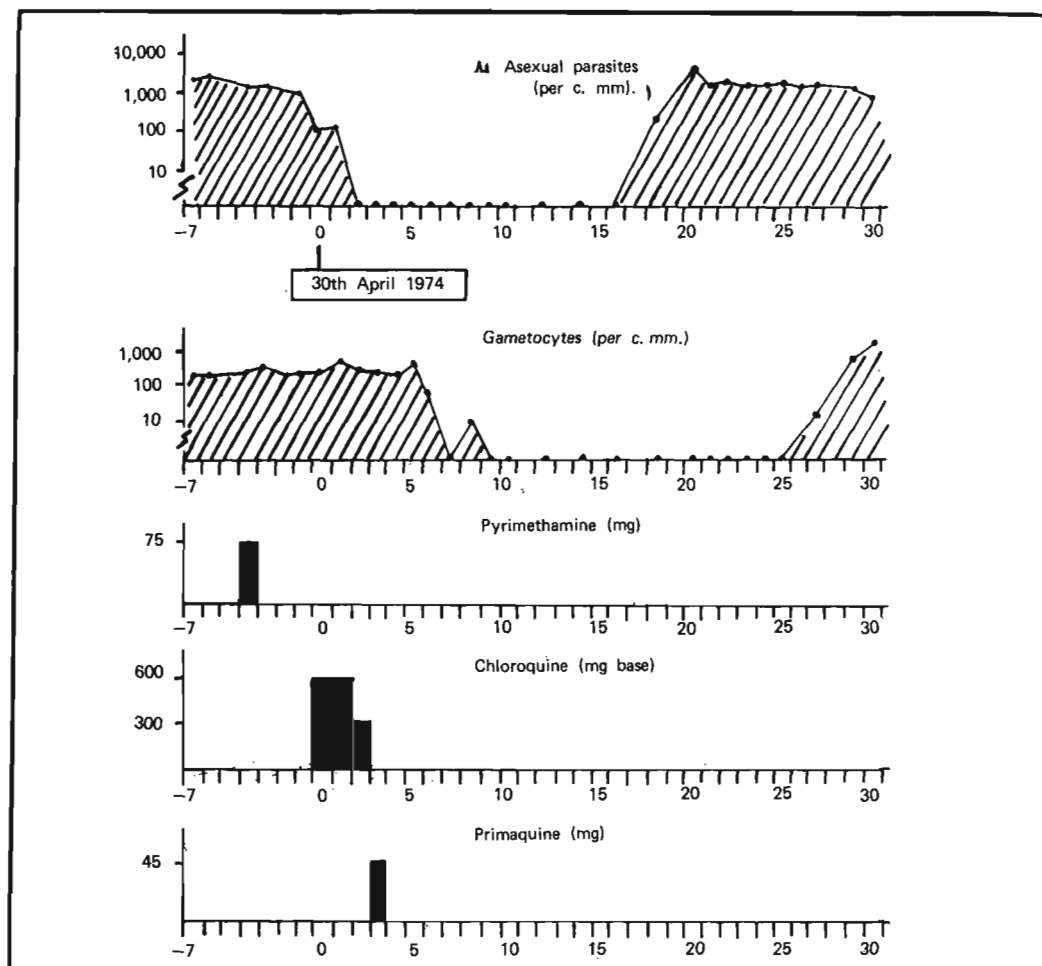 10,000
Asexual parasites
(per c. mm).
1,000
100
10
−7 0 5 10 15 20 25 30
30th April 1974
Gametocytes (per c. mm.)
1,000
100
10
−7 0 5 10 15 20 25 30
Pyrimethamine (mg)
75
−7 0 5 10 15 20 25 30
Chloroquine (mg base)
600
300
−7 0 5 10 15 20 25 30
Primaquine (mg)
45
−7 0 5 10 15 20 25 30